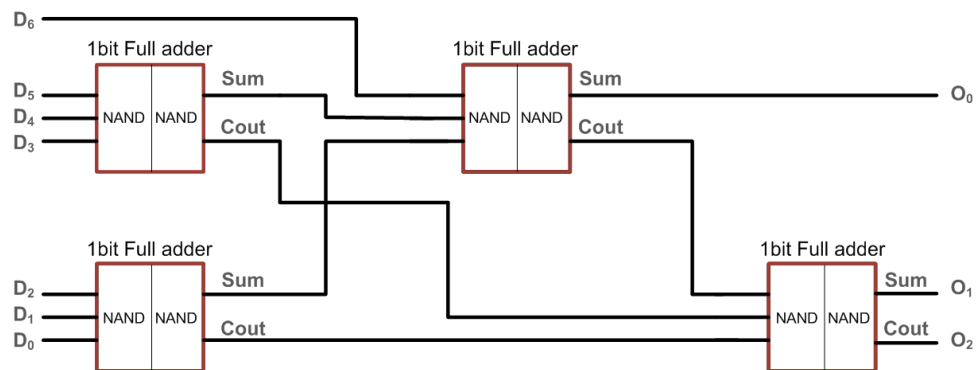 D₆
1bit Full adder
1bit Full adder
D₅
Sum
Sum
O₀
D₄
NAND NAND
NAND NAND
D₃
Cout
Cout
1bit Full adder
1bit Full adder
D₂
Sum
Sum
O₁
D₁
NAND NAND
NAND NAND
D₀
Cout
Cout
O₂